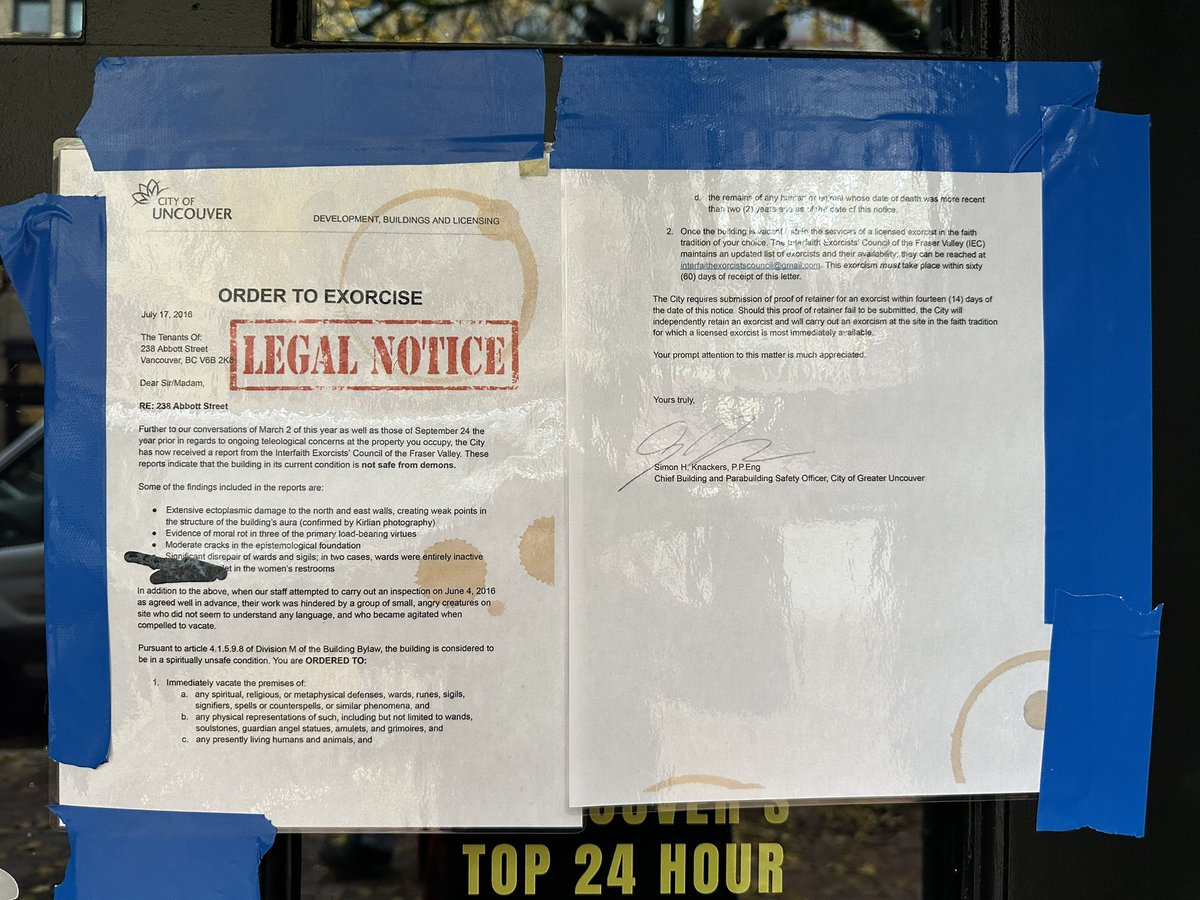 CITY OF
UNCOUVER
DEVELOPMENT, BUILDINGS AND LICENSING
ORDER TO EXORCISE
July 17, 2016
LEGAL NOTICE
The Tenants Of:
238 Abbott Street
Vancouver, BC V6B 2K8
Dear Sir/Madam,
RE: 238 Abbott Street
Further to our conversations of March 2 of this year as well as those of September 24 the
year prior in regards to ongoing teleological concerns at the property you occupy, the City
has now received a report from the Interfaith Exorcists' Council of the Fraser Valley. These
reports indicate that the building in its current condition is not safe from demons.
Some of the findings included in the reports are:
• Extensive ectoplasmic damage to the north and east walls, creating weak points in
the structure of the building's aura (confirmed by Kirlian photography)
• Evidence of moral rot in three of the primary load-bearing virtues
• Moderate cracks in the epistemological foundation
Significant disrepair of wards and sigils; in two cases, wards were entirely inactive
in the women's restrooms
In addition to the above, when our staff attempted to carry out an inspection on June 4, 2016
as agreed well in advance, their work was hindered by a group of small, angry creatures on
site who did not seem to understand any language, and who became agitated when
compelled to vacate.
Pursuant to article 4.1.5.9.8 of Division M of the Building Bylaw, the building is considered to
be in a spiritually unsafe condition. You are ORDERED TO:
1. Immediately vacate the premises of:
a. any spiritual, religious, or metaphysical defenses, wards, runes, sigils,
signifiers, spells or counterspells, or similar phenomena, and
b. any physical representations of such, including but not limited to wands,
soulstones, guardian angel statues, amulets, and grimoires, and
c. any presently living humans and animals, and
d. the remains of any human or animal whose date of death was more recent
than two (2) years as of the date of this notice.
2. Once the building is vacant, retain the services of a licensed exorcist in the faith
tradition of your choice. The Interfaith Exorcists' Council of the Fraser Valley (IEC)
maintains an updated list of exorcists and their availability; they can be reached at
interfaithexorcistscouncil@gmail.com. This exorcism must take place within sixty
(60) days of receipt of this letter.
The City requires submission of proof of retainer for an exorcist within fourteen (14) days of
the date of this notice. Should this proof of retainer fail to be submitted, the City will
independently retain an exorcist and will carry out an exorcism at the site in the faith tradition
for which a licensed exorcist is most immediately available.
Your prompt attention to this matter is much appreciated.
Yours truly,
Simon H. Knackers, P.P.Eng
Chief Building and Parabuilding Safety Officer, City of Greater Uncouver
TOP 24 HOUR